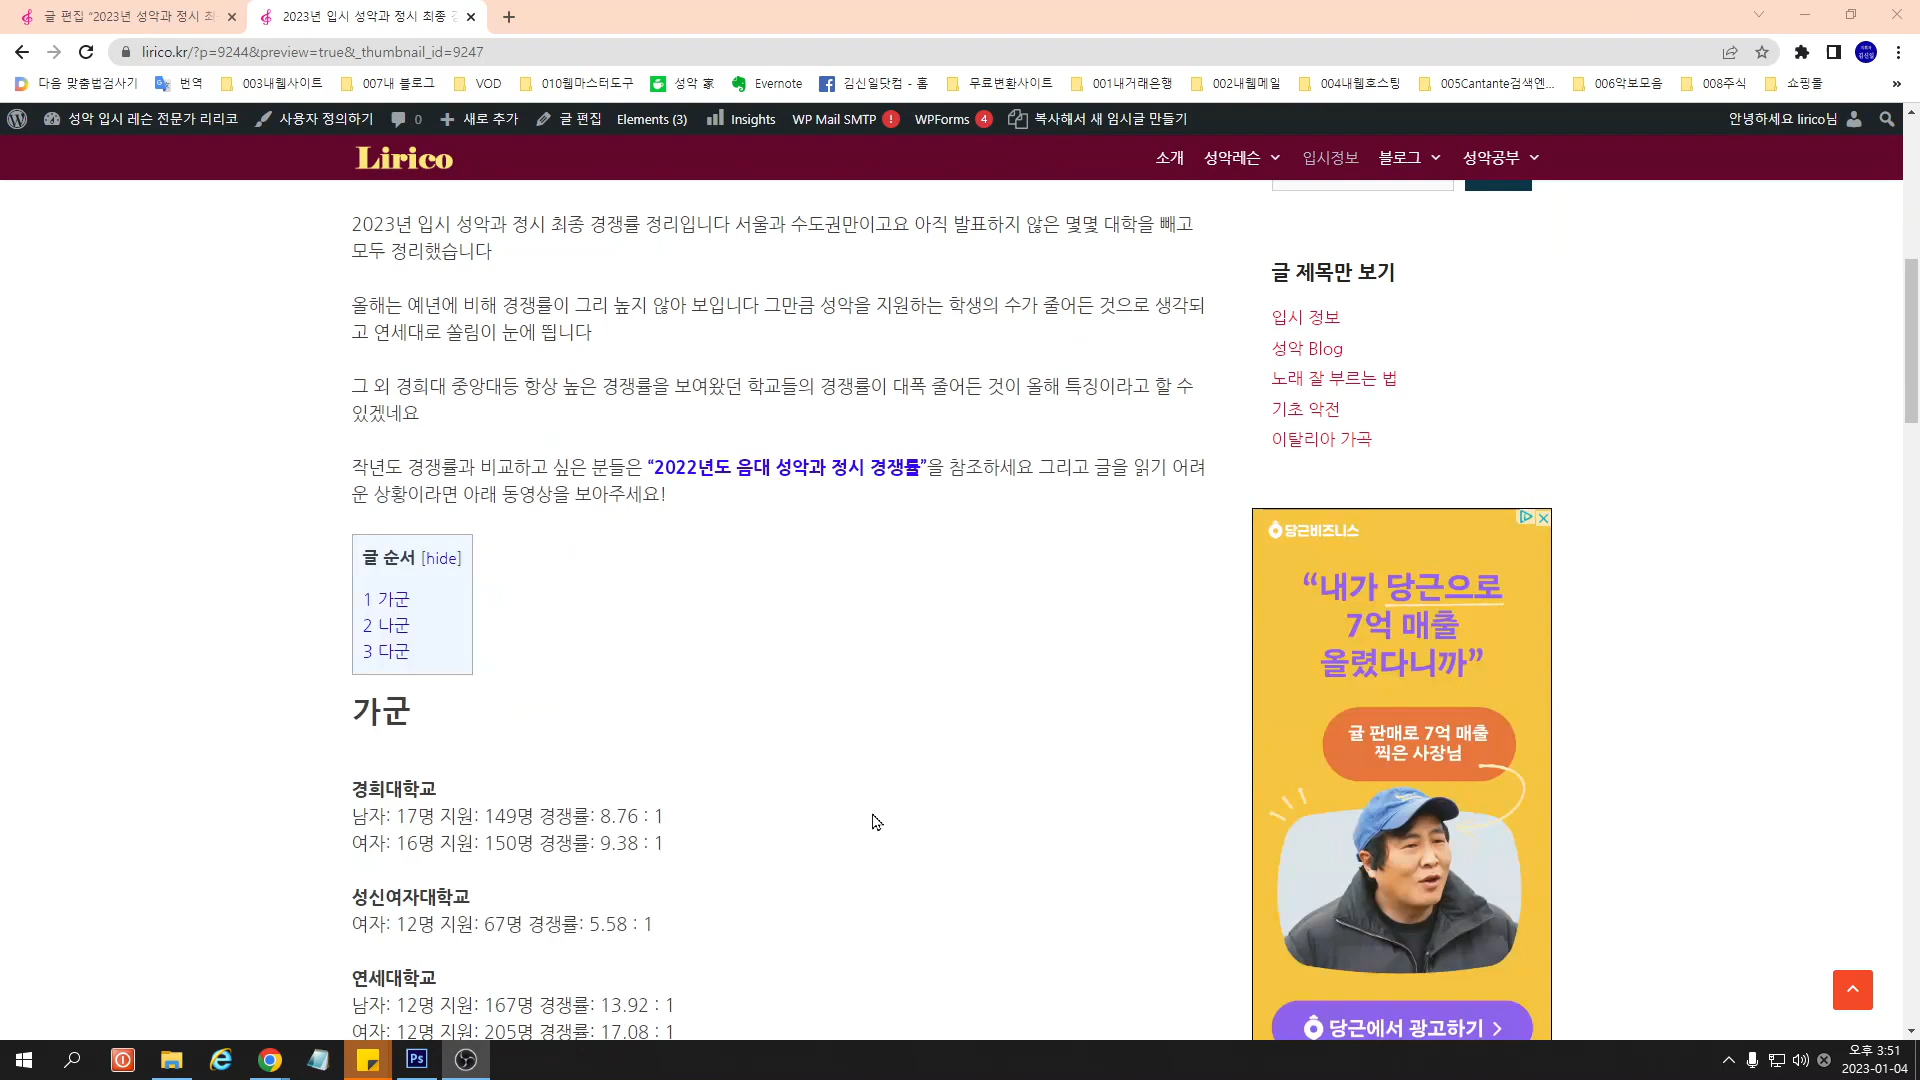 글 편집 “2023년 성악과 정시 최
2023년 입시 성악과 정시 최종 경
lirico.kr/?p=9244&preview=true&_thumbnail_id=9247
다음 맞춤법검사기 번역 003내웹사이트 007내 블로그 VOD 010웹마스터도구 성악 家 Evernote 김신일닷컴 - 홈 무료변환사이트 001내거래은행 002내웹메일 004내웹호스팅 005Cantante검색엔... 006악보모음 008주식 쇼핑몰 »
성악 입시 레슨 전문가 리리코 사용자 정의하기 0 새로 추가 글 편집 Elements (3) Insights WP Mail SMTP ! WPForms 4 복사해서 새 임시글 만들기 안녕하세요 lirico님
Lirico
소개 성악레슨 입시정보 블로그 성악공부
2023년 입시 성악과 정시 최종 경쟁률 정리입니다 서울과 수도권만이고요 아직 발표하지 않은 몇몇 대학을 빼고
모두 정리했습니다
올해는 예년에 비해 경쟁률이 그리 높지 않아 보입니다 그만큼 성악을 지원하는 학생의 수가 줄어든 것으로 생각되
고 연세대로 쏠림이 눈에 띕니다
그 외 경희대 중앙대등 항상 높은 경쟁률을 보여왔던 학교들의 경쟁률이 대폭 줄어든 것이 올해 특징이라고 할 수
있겠네요
작년도 경쟁률과 비교하고 싶은 분들은 “2022년도 음대 성악과 정시 경쟁률”을 참조하세요 그리고 글을 읽기 어려
운 상황이라면 아래 동영상을 보아주세요!
글 순서 [hide]
1 가군
2 나군
3 다군
가군
경희대학교
남자: 17명 지원: 149명 경쟁률: 8.76 : 1
여자: 16명 지원: 150명 경쟁률: 9.38 : 1
성신여자대학교
여자: 12명 지원: 67명 경쟁률: 5.58 : 1
연세대학교
남자: 12명 지원: 167명 경쟁률: 13.92 : 1
여자: 12명 지원: 205명 경쟁률: 17.08 : 1
글 제목만 보기
입시 정보
성악 Blog
노래 잘 부르는 법
기초 악전
이탈리아 가곡
당근비즈니스
“내가 당근으로
7억 매출
올렸다니까”
귤 판매로 7억 매출
찍은 사장님
당근에서 광고하기
Ps
오후 3:51
2023-01-04